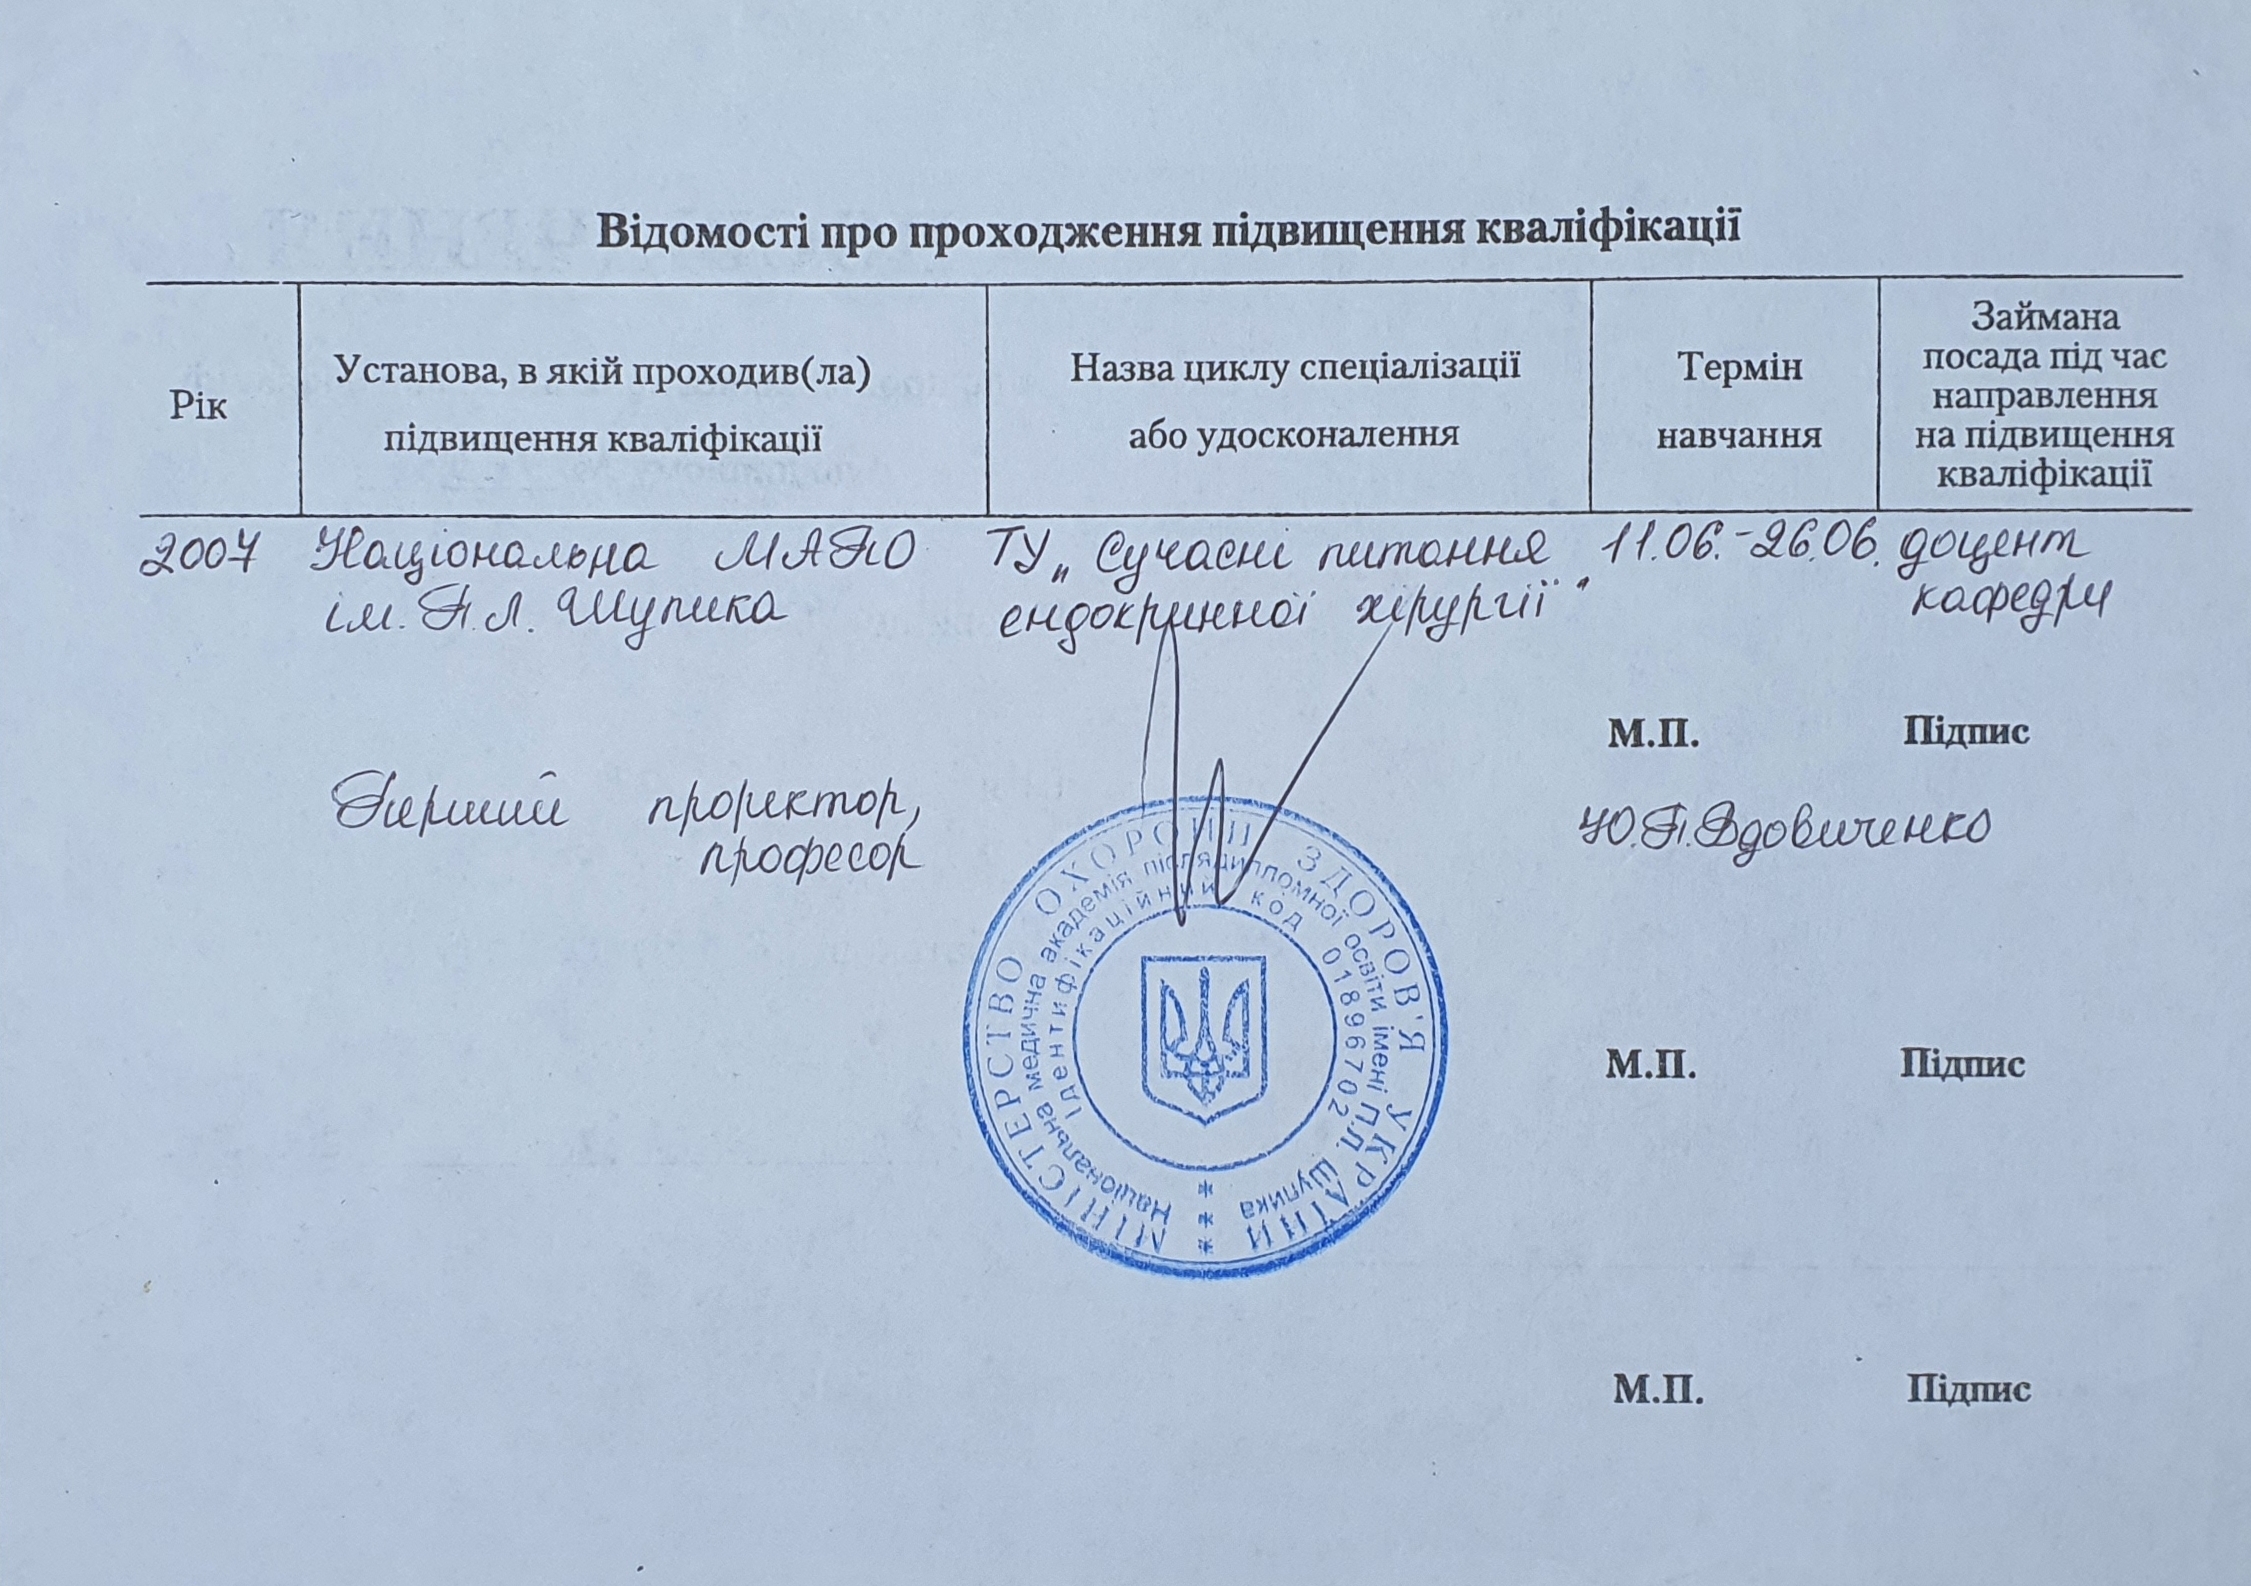 Відомості про проходження підвищення кваліфікації
Рік
Установа, в якій проходив(ла)
підвищення кваліфікації
Назва циклу спеціалізації
або удосконалення
Термін
навчання
Займана
посада під час
направлення
на підвищення
кваліфікації
2007 Національна МАПО ТУ „Сучасні питання 11.06.-26.06. доцент
ім. П.Л. Шупика ендокринної хірургії" кафедри
М.П. Підпис
Перший проректор, Ю.П. Вдовиченко
професор
МІНІСТЕРСТВО ОХОРОНИ ЗДОРОВ'Я УКРАЇНИ
Національна медична академія післядипломної освіти імені П.Л. Шупика
Ідентифікаційний код 01896702
* * *
М.П. Підпис
М.П. Підпис